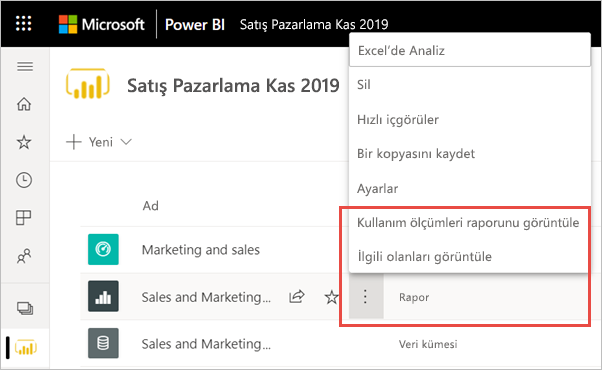 Microsoft Power BI Satış Pazarlama Kas 2019
Satış Pazarlama Kas 2019
Yeni
Excel'de Analiz
Sil
Hızlı içgörüler
Bir kopyasını kaydet
Ayarlar
Kullanım ölçümleri raporunu görüntüle
İlgili olanları görüntüle
Ad
Marketing and sales
Sales and Marketing... Rapor
Sales and Marketing... Veri kümesi